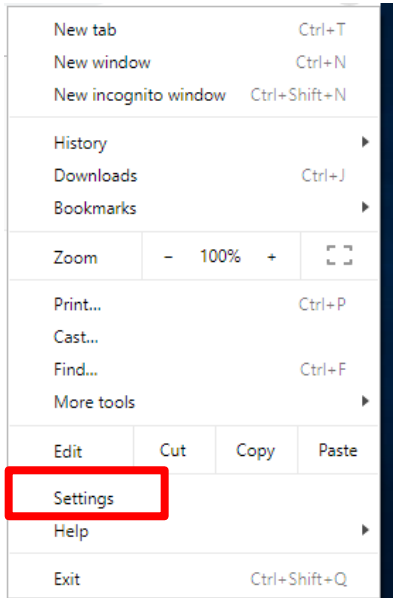 New tab Ctrl+T
New window Ctrl+N
New incognito window Ctrl+Shift+N
History
Downloads Ctrl+J
Bookmarks
Zoom – 100% +
Print... Ctrl+P
Cast...
Find... Ctrl+F
More tools
Edit Cut Copy Paste
Settings
Help
Exit Ctrl+Shift+Q